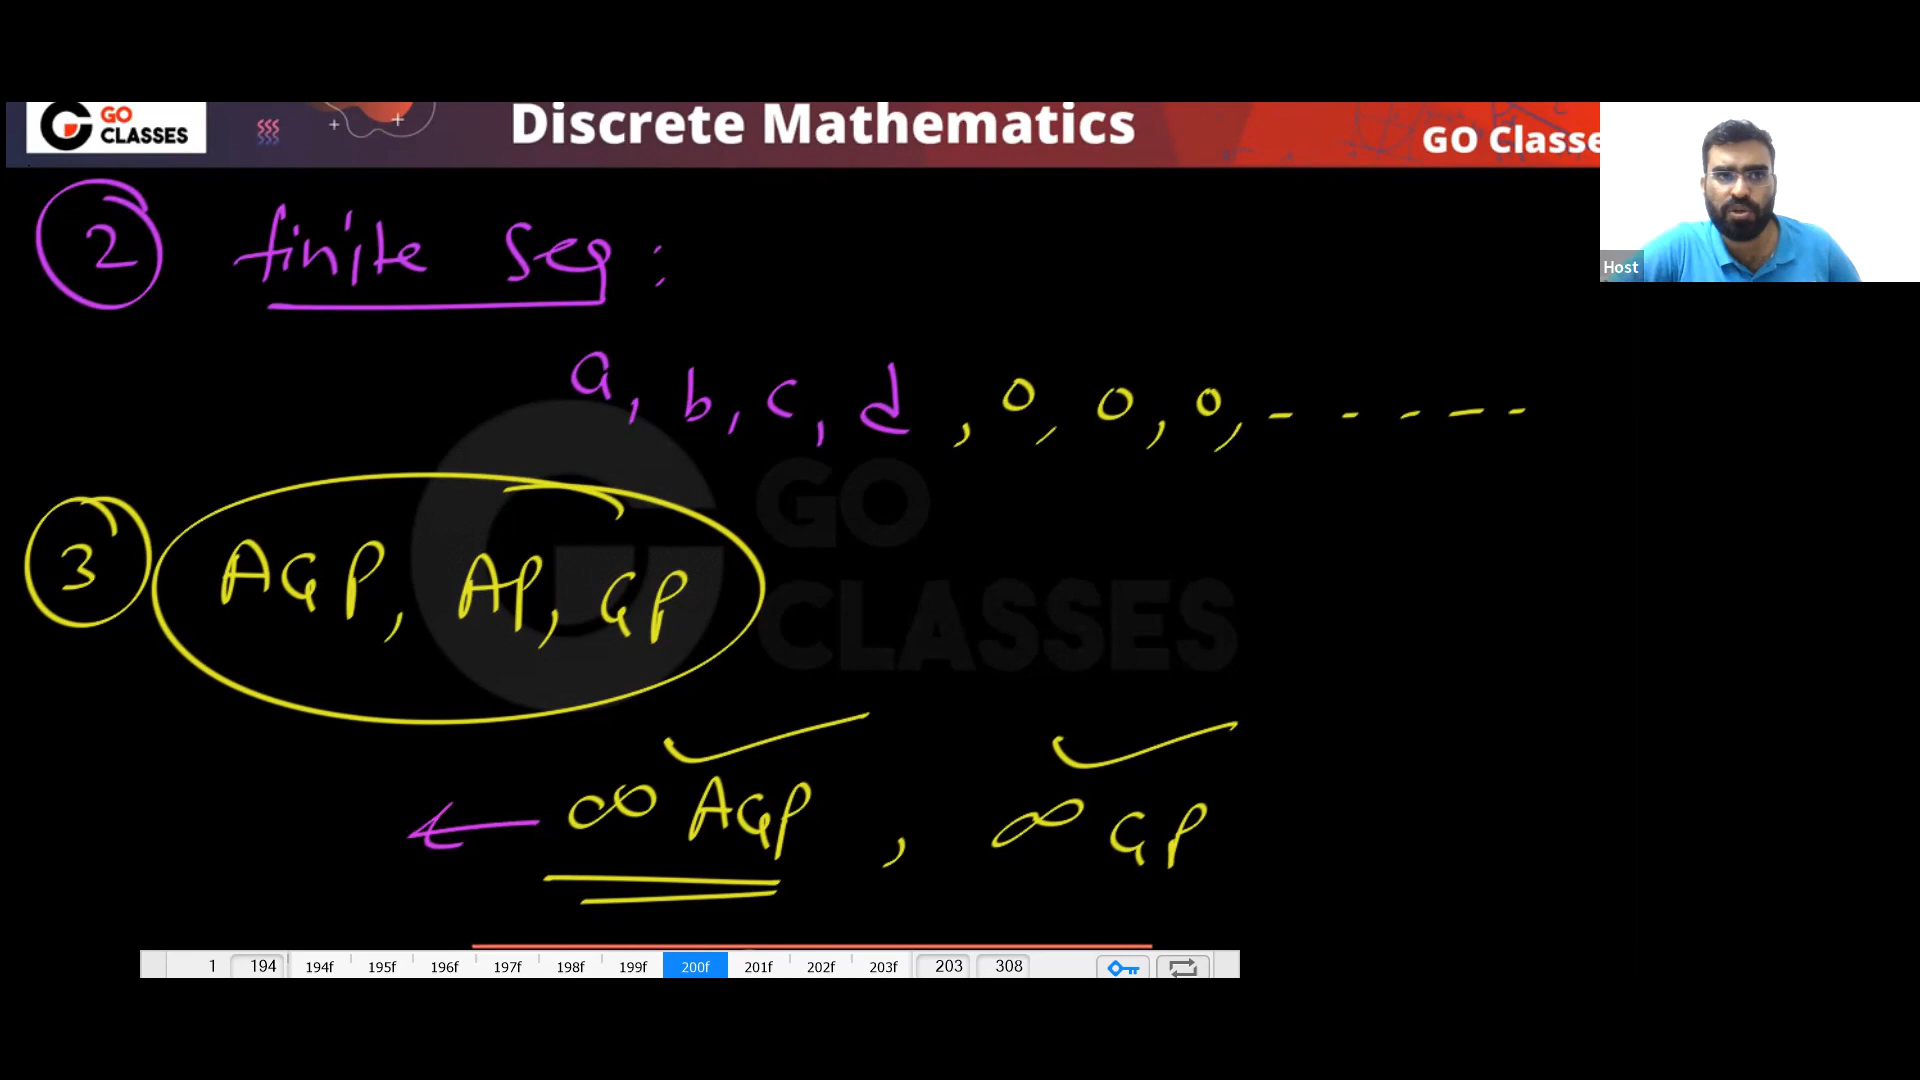 GO
CLASSES
Discrete Mathematics
GO Classe
Host
2 finite Seq :
a, b, c, d, 0, 0, 0, - - - - -
3 AGP, AP, GP
GO
CLASSES
∞ AGP, ∞ GP
1 194 194f 195f 196f 197f 198f 199f 200f 201f 202f 203f 203 308